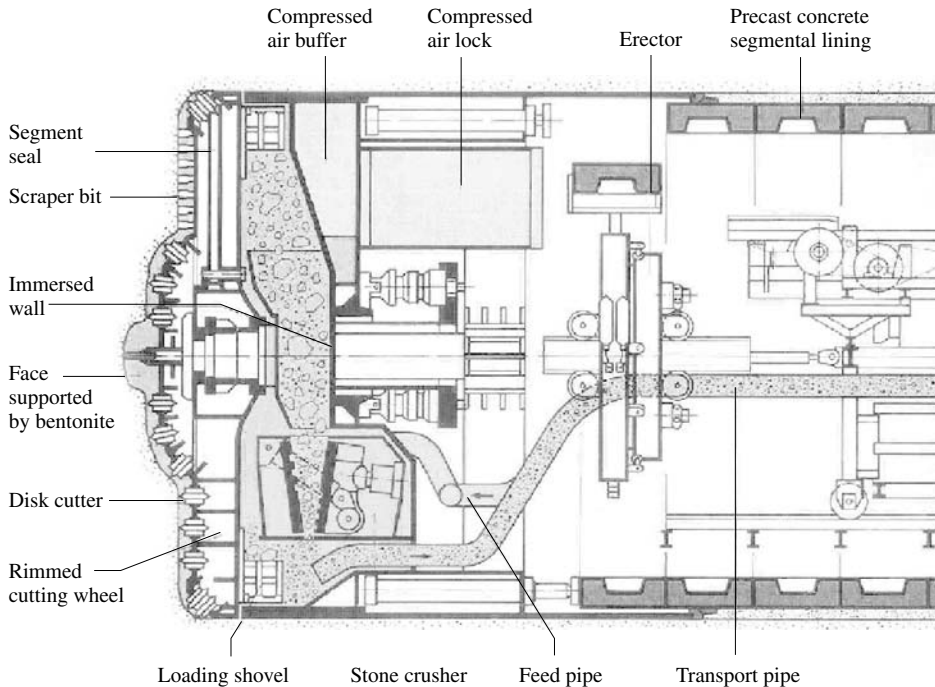 Compressed
air buffer
Compressed
air lock
Erector
Precast concrete
segmental lining
Segment
seal
Scraper bit
Immersed
wall
Face
supported
by bentonite
Disk cutter
Rimmed
cutting wheel
Loading shovel
Stone crusher
Feed pipe
Transport pipe